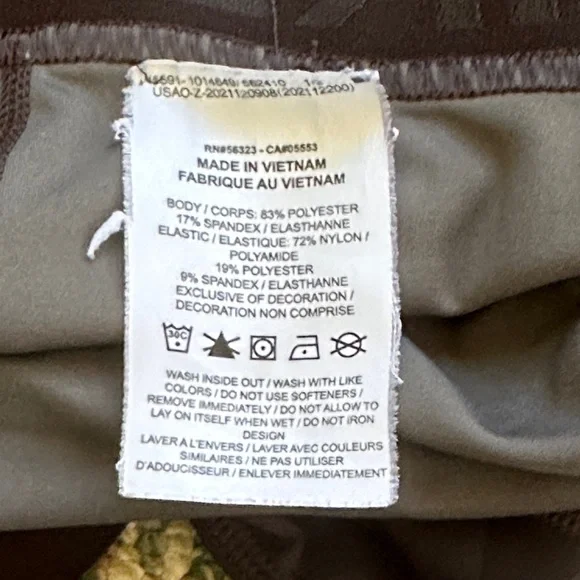 USAO-Z-2021120908(202112200)
RN#56323 - CA#05553
MADE IN VIETNAM
FABRIQUE AU VIETNAM
BODY / CORPS: 83% POLYESTER
17% SPANDEX / ELASTHANNE
ELASTIC / ELASTIQUE: 72% NYLON /
POLYAMIDE
19% POLYESTER
9% SPANDEX / ELASTHANNE
EXCLUSIVE OF DECORATION /
DECORATION NON COMPRISE
30C
WASH INSIDE OUT / WASH WITH LIKE
COLORS / DO NOT USE SOFTENERS /
REMOVE IMMEDIATELY / DO NOT ALLOW TO
LAY ON ITSELF WHEN WET / DO NOT IRON
DESIGN
LAVER A L'ENVERS / LAVER AVEC COULEURS
SIMILAIRES / NE PAS UTILISER
D'ADOUCISSEUR / ENLEVER IMMEDIATEMENT